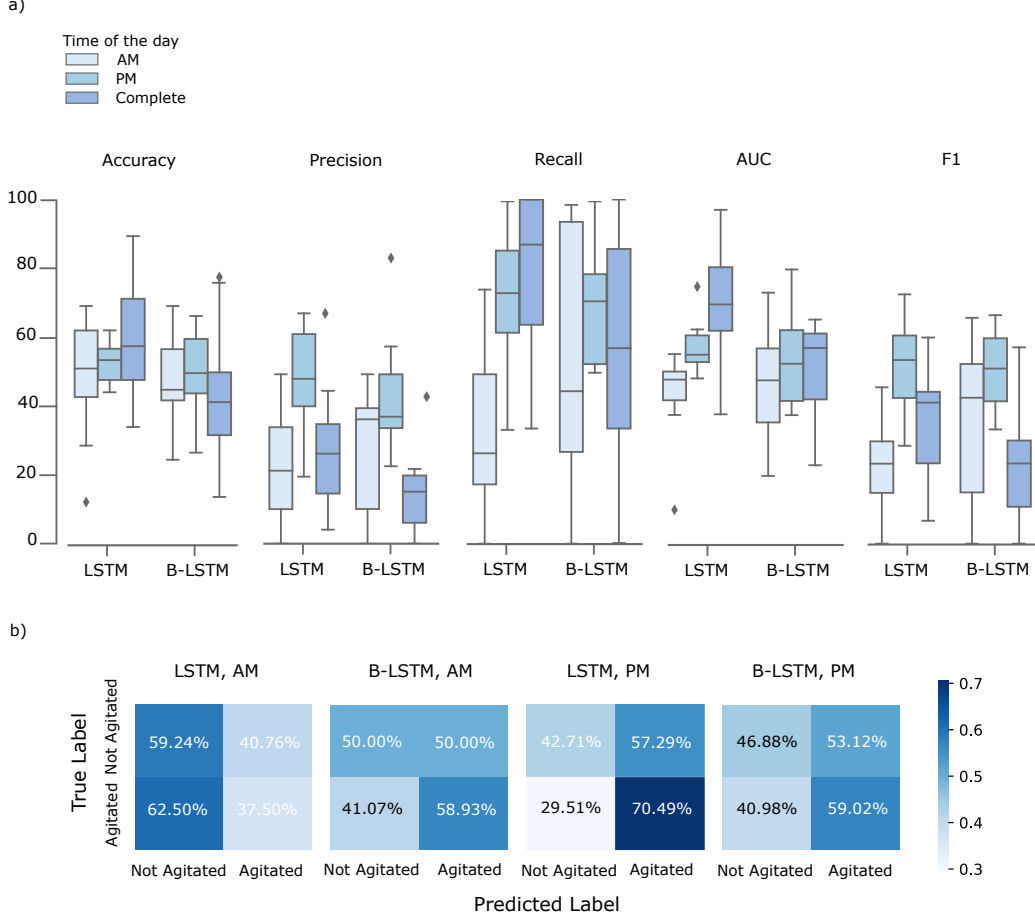 a)
Time of the day
AM
PM
Complete
Accuracy Precision Recall AUC F1
100
80
60
40
20
0
LSTM B-LSTM LSTM B-LSTM LSTM B-LSTM LSTM B-LSTM LSTM B-LSTM
b)
LSTM, AM B-LSTM, AM LSTM, PM B-LSTM, PM
True Label
Not Agitated
Agitated
59.24% 40.76% 50.00% 50.00% 42.71% 57.29% 46.88% 53.12%
62.50% 37.50% 41.07% 58.93% 29.51% 70.49% 40.98% 59.02%
Not Agitated Agitated Not Agitated Agitated Not Agitated Agitated Not Agitated Agitated
Predicted Label
0.7
0.6
0.5
0.4
0.3